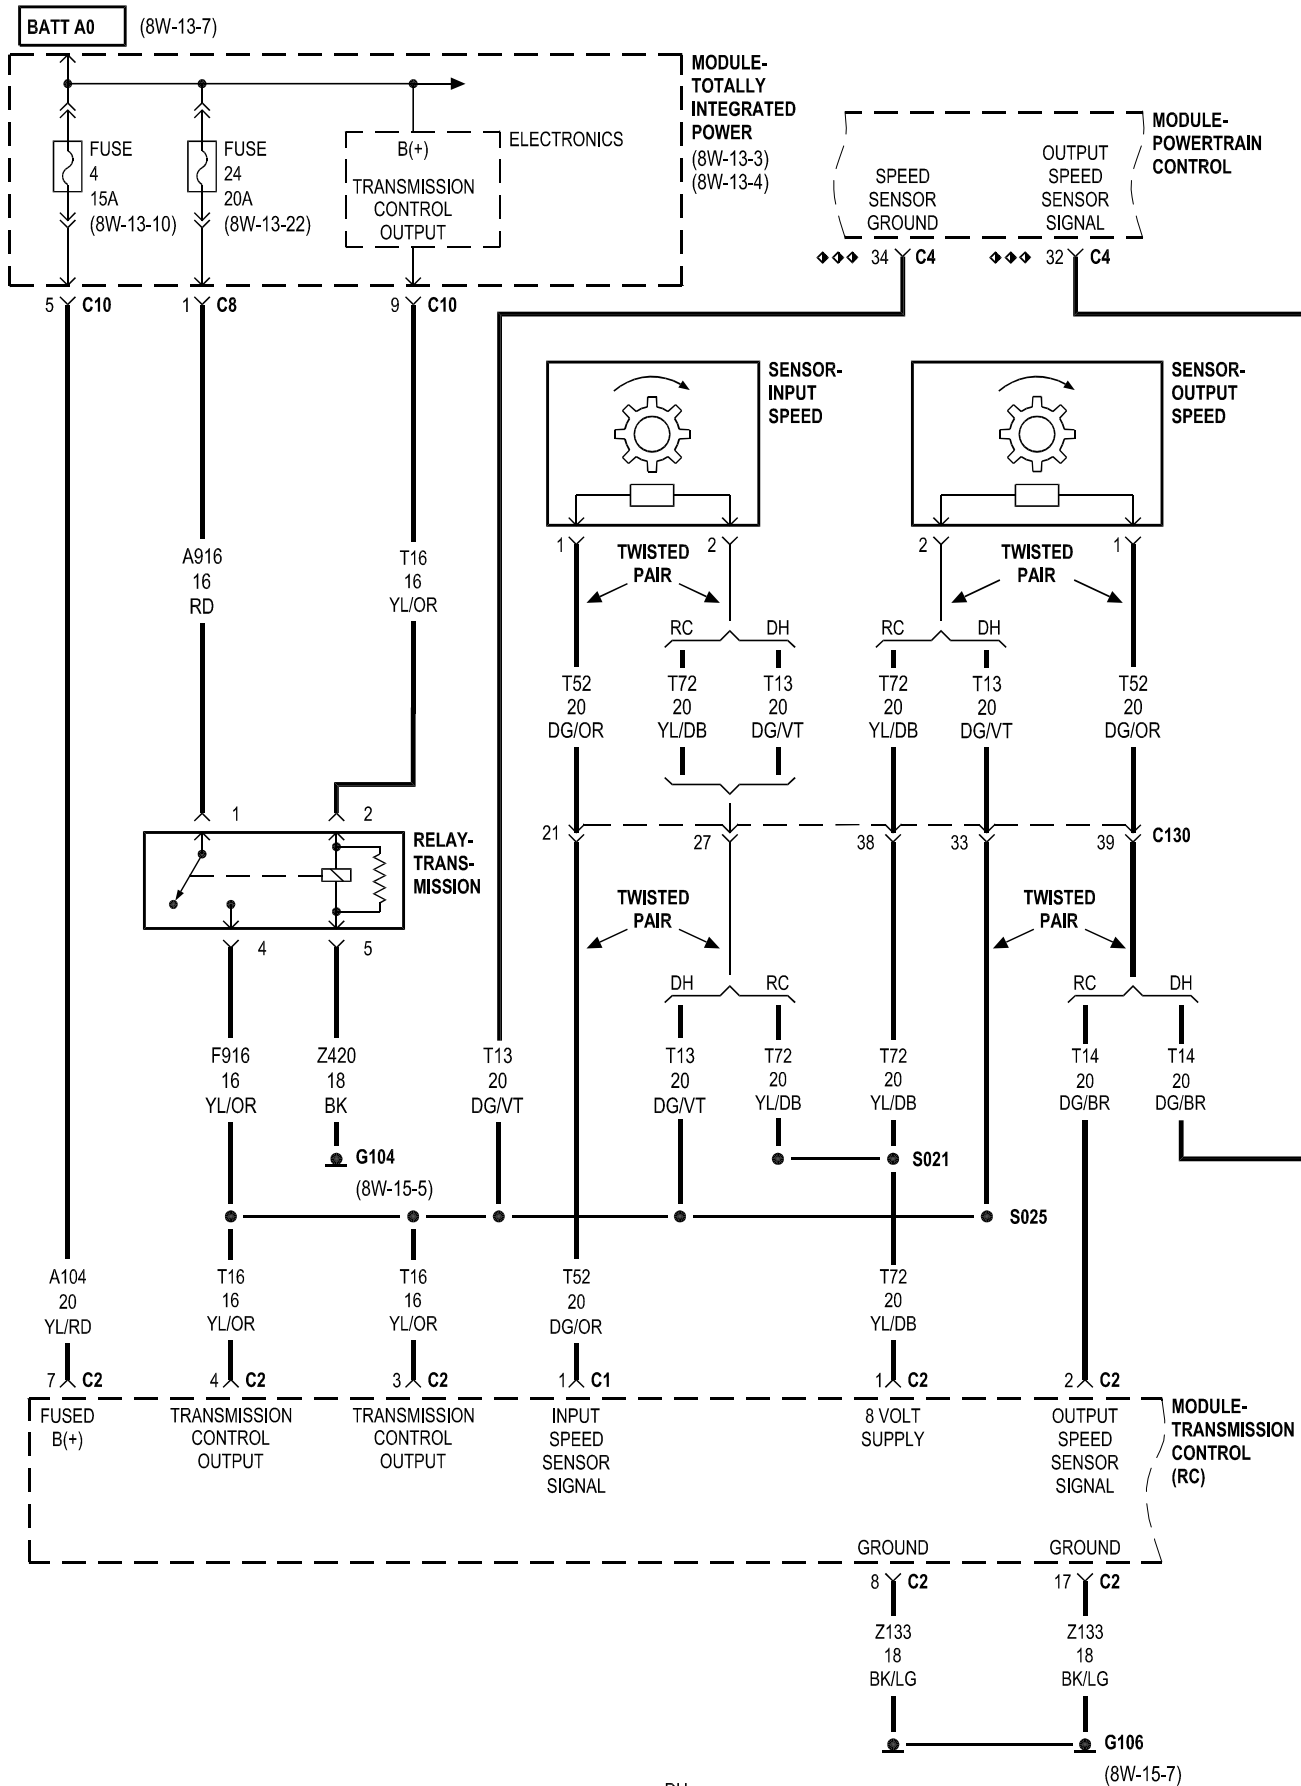 BATT A0
(8W-13-7)
MODULE-
TOTALLY
INTEGRATED
POWER
(8W-13-3)
(8W-13-4)
FUSE
4
15A
(8W-13-10)
FUSE
24
20A
(8W-13-22)
B(+)
TRANSMISSION
CONTROL
OUTPUT
ELECTRONICS
5 C10
1 C8
9 C10
MODULE-
POWERTRAIN
CONTROL
SPEED
SENSOR
GROUND
OUTPUT
SPEED
SENSOR
SIGNAL
34 C4
32 C4
SENSOR-
INPUT
SPEED
SENSOR-
OUTPUT
SPEED
1
2
2
1
TWISTED
PAIR
TWISTED
PAIR
A916
16
RD
T16
16
YL/OR
RC
DH
RC
DH
T52
20
DG/OR
T72
20
YL/DB
T13
20
DG/VT
T72
20
YL/DB
T13
20
DG/VT
T52
20
DG/OR
1
2
RELAY-
TRANS-
MISSION
4
5
21
27
38
33
39
C130
TWISTED
PAIR
TWISTED
PAIR
DH
RC
RC
DH
F916
16
YL/OR
Z420
18
BK
T13
20
DG/VT
T13
20
DG/VT
T72
20
YL/DB
T72
20
YL/DB
T14
20
DG/BR
T14
20
DG/BR
G104
(8W-15-5)
S021
S025
A104
20
YL/RD
T16
16
YL/OR
T16
16
YL/OR
T52
20
DG/OR
T72
20
YL/DB
7 C2
4 C2
3 C2
1 C1
1 C2
2 C2
FUSED
B(+)
TRANSMISSION
CONTROL
OUTPUT
TRANSMISSION
CONTROL
OUTPUT
INPUT
SPEED
SENSOR
SIGNAL
8 VOLT
SUPPLY
OUTPUT
SPEED
SENSOR
SIGNAL
MODULE-
TRANSMISSION
CONTROL
(RC)
GROUND
GROUND
8 C2
17 C2
Z133
18
BK/LG
Z133
18
BK/LG
G106
(8W-15-7)